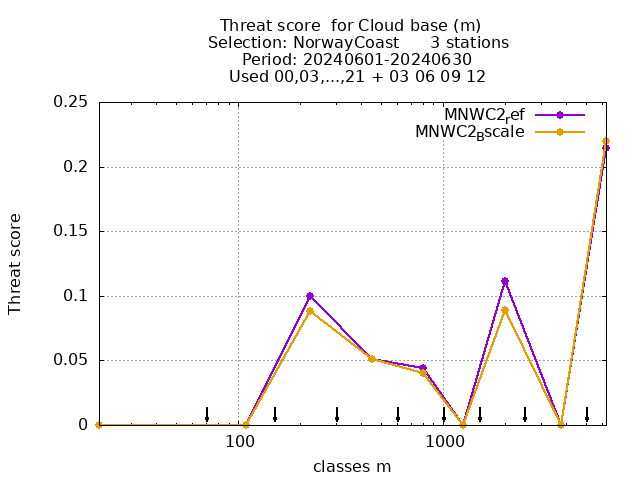 Threat score  for Cloud base (m)
Selection: NorwayCoast      3 stations
Period: 20240601-20240630
Used 00,03,...,21 + 03 06 09 12
MNWC2ref
MNWC2Bscale
0.25
0.2
0.15
0.1
0.05
0
Threat score
100
1000
classes m